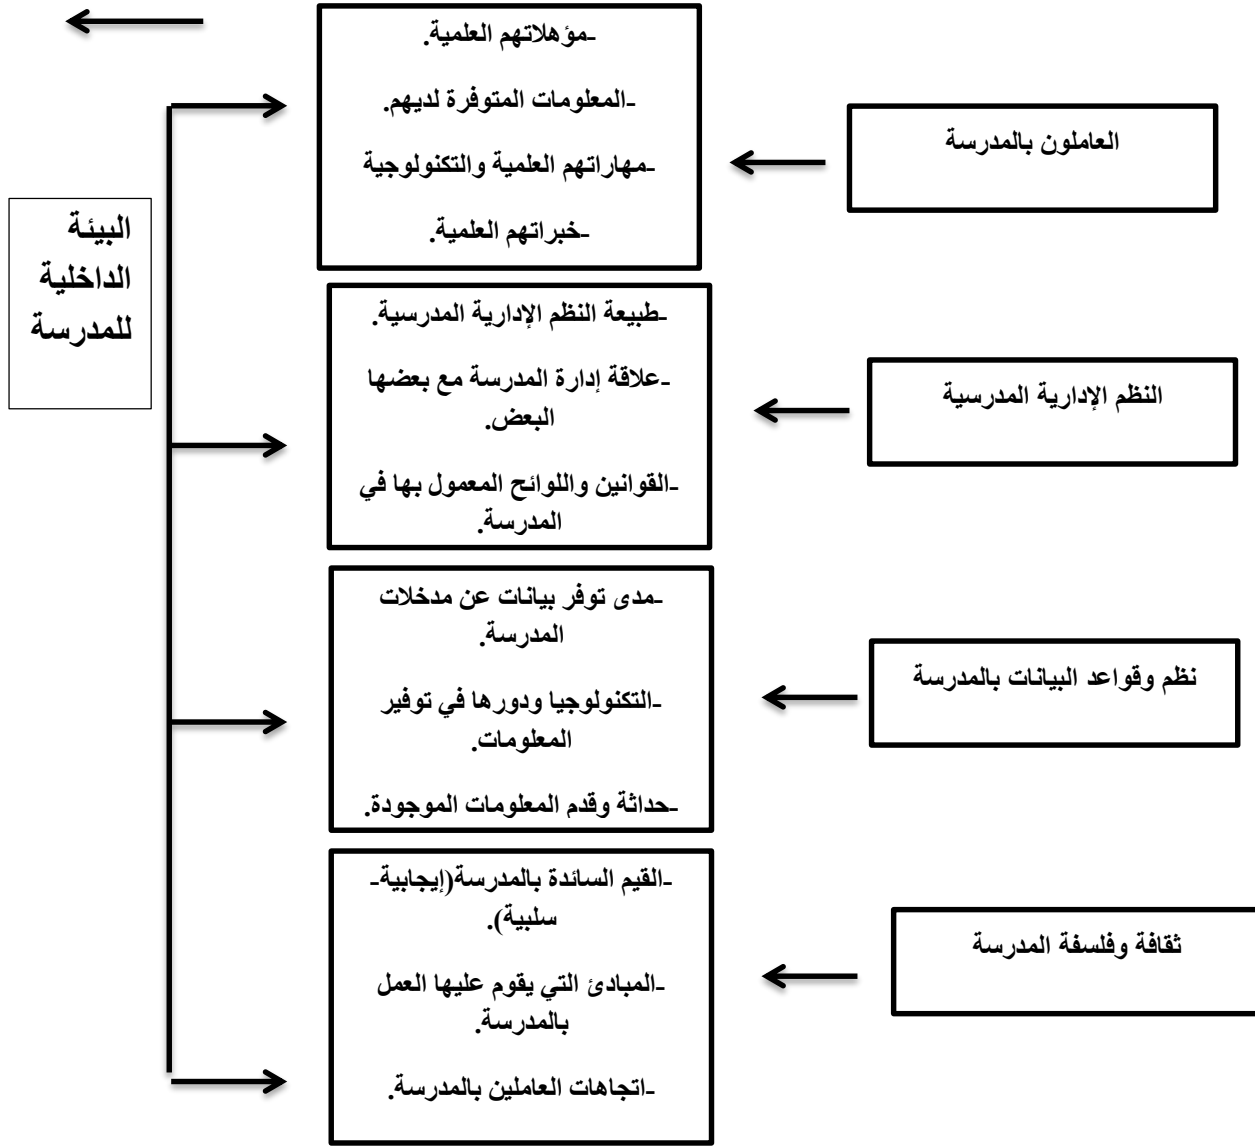 العاملون بالمدرسة
-مؤهلاتهم العلمية.
-المعلومات المتوفرة لديهم.
-مهاراتهم العلمية والتكنولوجية
-خبراتهم العلمية.
النظم الإدارية المدرسية
-طبيعة النظم الإدارية المدرسية.
-علاقة إدارة المدرسة مع بعضها
البعض.
-القوانين واللوائح المعمول بها في
المدرسة.
نظم وقواعد البيانات بالمدرسة
-مدى توفر بيانات عن مدخلات
المدرسة.
-التكنولوجيا ودورها في توفير
المعلومات.
-حداثة وقدم المعلومات الموجودة.
ثقافة وفلسفة المدرسة
-القيم السائدة بالمدرسة(إيجابية-
سلبية).
-المبادئ التي يقوم عليها العمل
بالمدرسة.
-اتجاهات العاملين بالمدرسة.
البيئة
الداخلية
للمدرسة